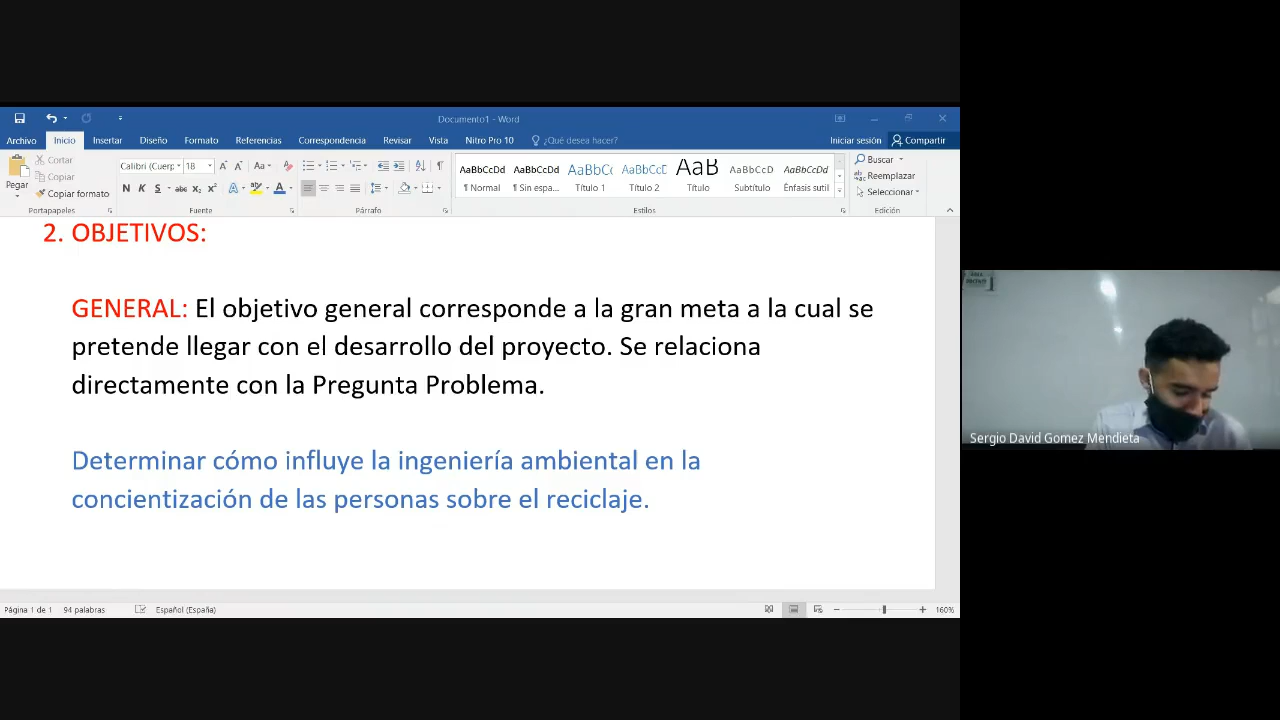 Documento1 - Word
Archivo Inicio Insertar Diseño Formato Referencias Correspondencia Revisar Vista Nitro Pro 10 ¿Qué desea hacer? Iniciar sesión Compartir
Pegar
Cortar
Copiar
Copiar formato
Portapapeles
Calibri (Cuerp 18
Fuente
Párrafo
AaBbCcDd AaBbCcDd AaBbC( AaBbCcC AaB AaBbCcD AaBbCcDd
¶ Normal ¶ Sin espa... Título 1 Título 2 Título Subtítulo Énfasis sutil
Estilos
Buscar
Reemplazar
Seleccionar
Edición
2. OBJETIVOS:
GENERAL: El objetivo general corresponde a la gran meta a la cual se
pretende llegar con el desarrollo del proyecto. Se relaciona
directamente con la Pregunta Problema.
Determinar cómo influye la ingeniería ambiental en la
concientización de las personas sobre el reciclaje.
Página 1 de 1 94 palabras Español (España) 160%
Sergio David Gomez Mendieta